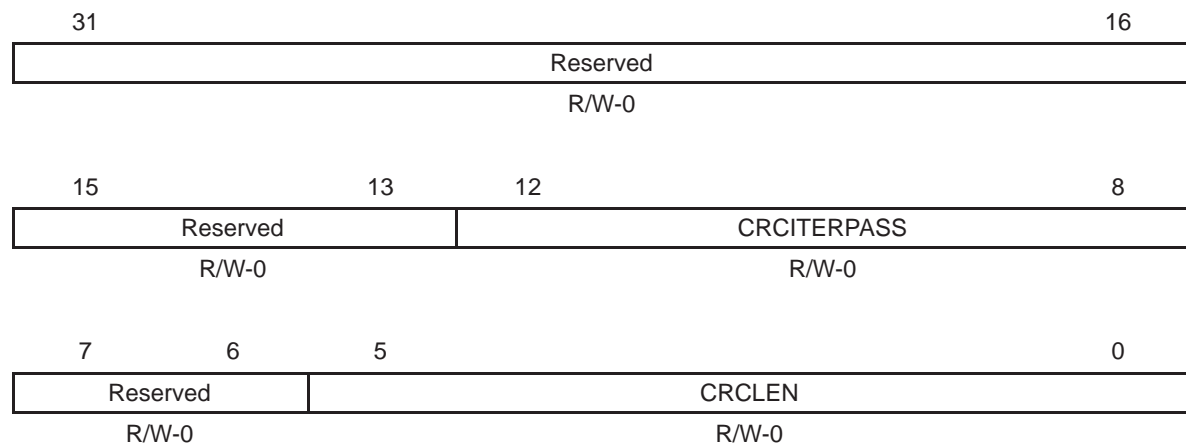 31 16
Reserved
R/W-0
15 13 12 8
Reserved CRCITERPASS
R/W-0 R/W-0
7 6 5 0
Reserved CRCLEN
R/W-0 R/W-0